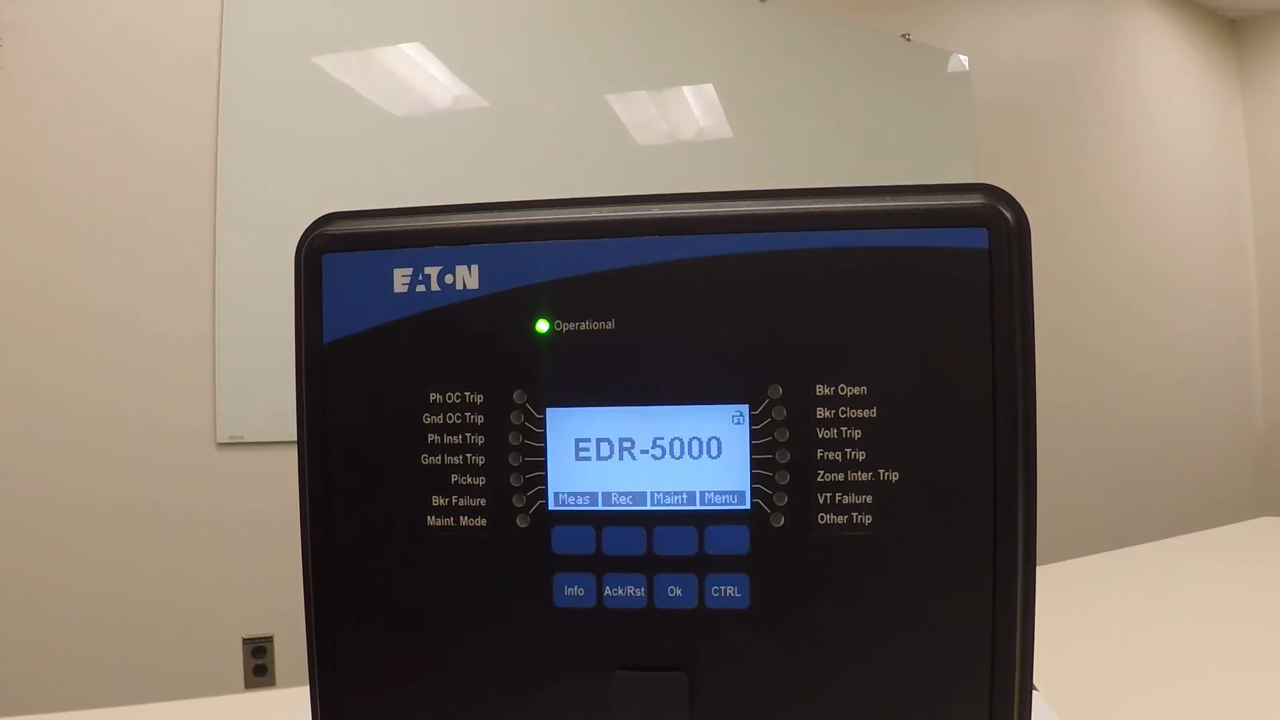 EATON
Operational
Ph OC Trip
Gnd OC Trip
Ph Inst Trip
Gnd Inst Trip
Pickup
Bkr Failure
Maint. Mode
EDR-5000
Meas Rec Maint Menu
Bkr Open
Bkr Closed
Volt Trip
Freq Trip
Zone Inter. Trip
VT Failure
Other Trip
Info Ack/Rst Ok CTRL